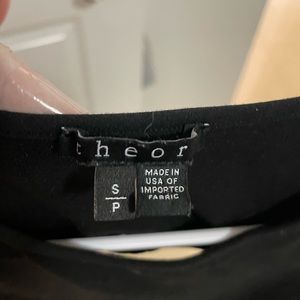 theor
S
P
MADE IN
USA OF
IMPORTED
FABRIC